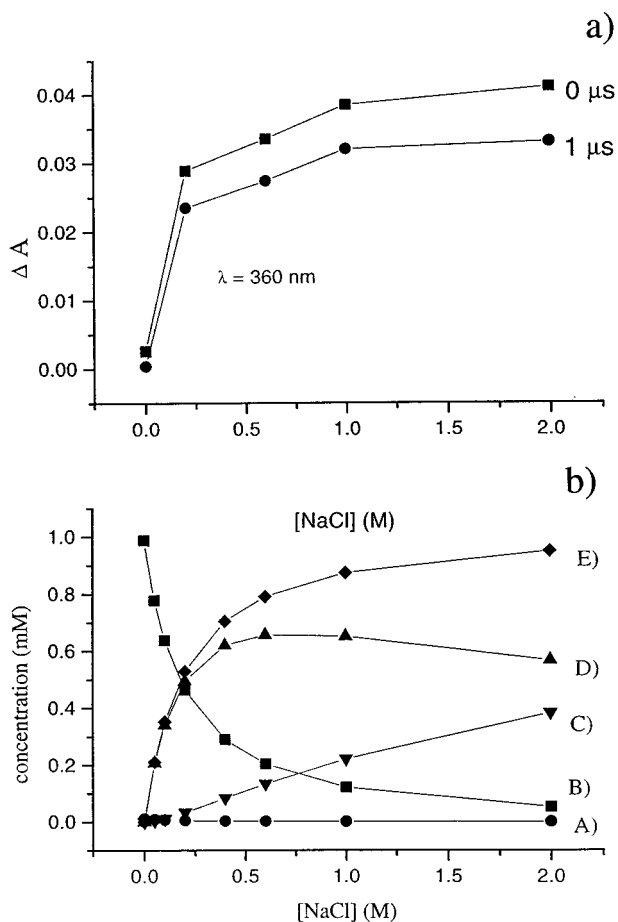 a)
0.04
0 μs
1 μs
0.03
Δ A
0.02
λ = 360 nm
0.01
0.00
0.0 0.5 1.0 1.5 2.0
b)
[NaCl] (M)
1.0
E)
0.8
concentration (mM)
0.6
D)
0.4
C)
0.2
B)
0.0
A)
0.0 0.5 1.0 1.5 2.0
[NaCl] (M)